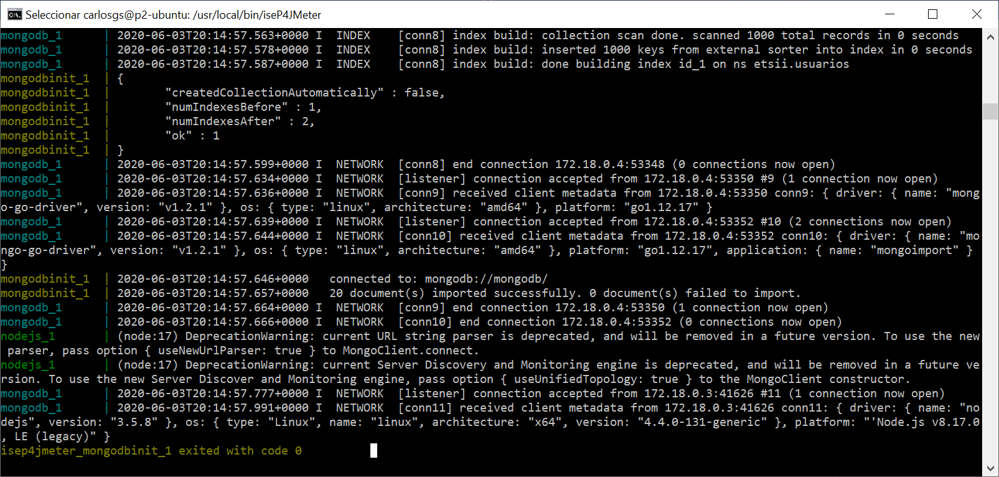 Seleccionar carlosgs@p2-ubuntu: /usr/local/bin/iseP4JMeter
mongodb_1      | 2020-06-03T20:14:57.563+0000 I  INDEX    [conn8] index build: collection scan done. scanned 1000 total records in 0 seconds
mongodb_1      | 2020-06-03T20:14:57.578+0000 I  INDEX    [conn8] index build: inserted 1000 keys from external sorter into index in 0 seconds
mongodb_1      | 2020-06-03T20:14:57.587+0000 I  INDEX    [conn8] index build: done building index id_1 on ns etsii.usuarios
mongodbinit_1  | {
mongodbinit_1  |        "createdCollectionAutomatically" : false,
mongodbinit_1  |        "numIndexesBefore" : 1,
mongodbinit_1  |        "numIndexesAfter" : 2,
mongodbinit_1  |        "ok" : 1
mongodbinit_1  | }
mongodb_1      | 2020-06-03T20:14:57.599+0000 I  NETWORK  [conn8] end connection 172.18.0.4:53348 (0 connections now open)
mongodb_1      | 2020-06-03T20:14:57.634+0000 I  NETWORK  [listener] connection accepted from 172.18.0.4:53350 #9 (1 connection now open)
mongodb_1      | 2020-06-03T20:14:57.636+0000 I  NETWORK  [conn9] received client metadata from 172.18.0.4:53350 conn9: { driver: { name: "mong
o-go-driver", version: "v1.2.1" }, os: { type: "linux", architecture: "amd64" }, platform: "go1.12.17" }
mongodb_1      | 2020-06-03T20:14:57.639+0000 I  NETWORK  [listener] connection accepted from 172.18.0.4:53352 #10 (2 connections now open)
mongodb_1      | 2020-06-03T20:14:57.644+0000 I  NETWORK  [conn10] received client metadata from 172.18.0.4:53352 conn10: { driver: { name: "mo
ngo-go-driver", version: "v1.2.1" }, os: { type: "linux", architecture: "amd64" }, platform: "go1.12.17", application: { name: "mongoimport" }
}
mongodbinit_1  | 2020-06-03T20:14:57.646+0000   connected to: mongodb://mongodb/
mongodbinit_1  | 2020-06-03T20:14:57.657+0000   20 document(s) imported successfully. 0 document(s) failed to import.
mongodb_1      | 2020-06-03T20:14:57.664+0000 I  NETWORK  [conn9] end connection 172.18.0.4:53350 (1 connection now open)
mongodb_1      | 2020-06-03T20:14:57.666+0000 I  NETWORK  [conn10] end connection 172.18.0.4:53352 (0 connections now open)
nodejs_1       | (node:17) DeprecationWarning: current URL string parser is deprecated, and will be removed in a future version. To use the new
 parser, pass option { useNewUrlParser: true } to MongoClient.connect.
nodejs_1       | (node:17) DeprecationWarning: current Server Discovery and Monitoring engine is deprecated, and will be removed in a future ve
rsion. To use the new Server Discover and Monitoring engine, pass option { useUnifiedTopology: true } to the MongoClient constructor.
mongodb_1      | 2020-06-03T20:14:57.777+0000 I  NETWORK  [listener] connection accepted from 172.18.0.3:41626 #11 (1 connection now open)
mongodb_1      | 2020-06-03T20:14:57.991+0000 I  NETWORK  [conn11] received client metadata from 172.18.0.3:41626 conn11: { driver: { name: "no
dejs", version: "3.5.8" }, os: { type: "Linux", name: "linux", architecture: "x64", version: "4.4.0-131-generic" }, platform: "'Node.js v8.17.0
, LE (legacy)" }
isep4jmeter_mongodbinit_1 exited with code 0